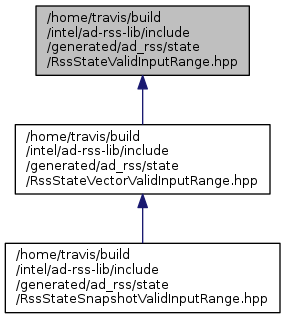 /home/travis/build
/intel/ad-rss-lib/include
/generated/ad_rss/state
/RssStateValidInputRange.hpp
/home/travis/build
/intel/ad-rss-lib/include
/generated/ad_rss/state
/RssStateVectorValidInputRange.hpp
/home/travis/build
/intel/ad-rss-lib/include
/generated/ad_rss/state
/RssStateSnapshotValidInputRange.hpp